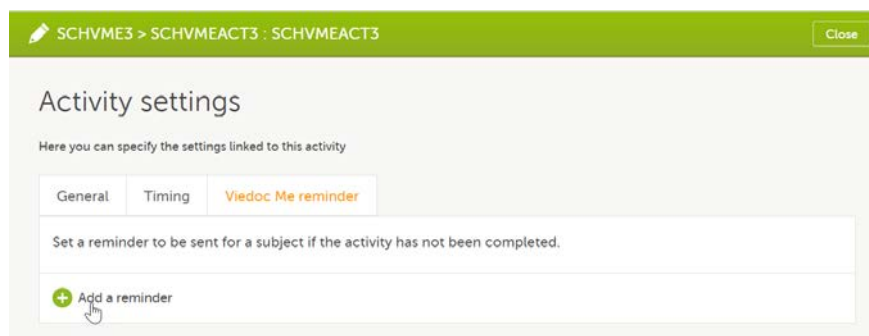 SCHVME3 > SCHVMEACT3 : SCHVMEACT3
Close
Activity settings
Here you can specify the settings linked to this activity
General
Timing
Viedoc Me reminder
Set a reminder to be sent for a subject if the activity has not been completed.
Add a reminder